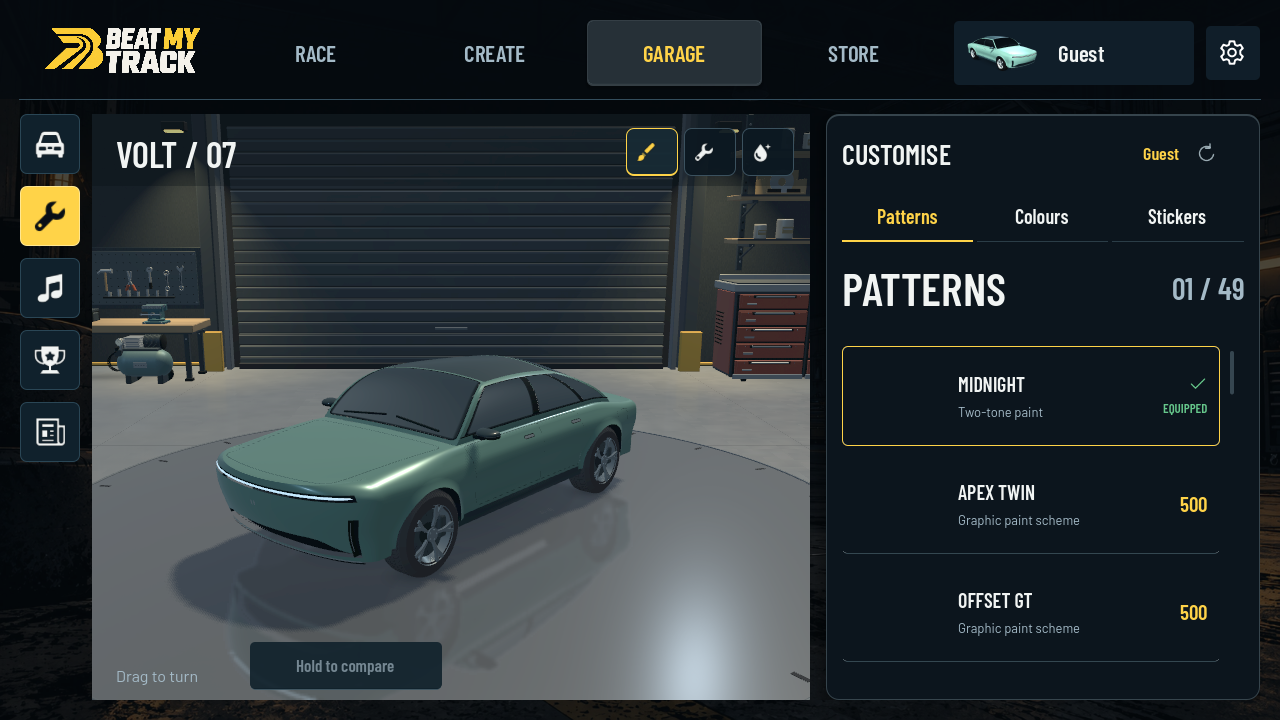 BEAT MY
TRACK
RACE
CREATE
GARAGE
STORE
Guest
VOLT / 07
CUSTOMISE
Guest
Patterns
Colours
Stickers
PATTERNS
01 / 49
MIDNIGHT
Two-tone paint
EQUIPPED
APEX TWIN
Graphic paint scheme
500
OFFSET GT
Graphic paint scheme
500
Hold to compare
Drag to turn